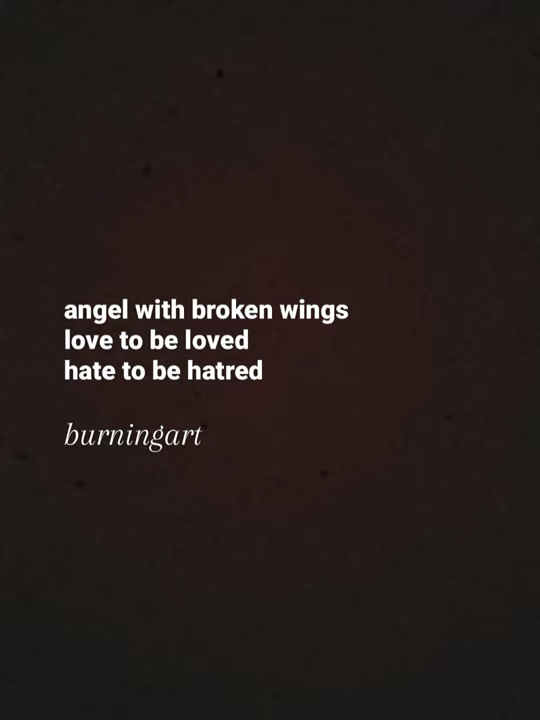 angel with broken wings
love to be loved
hate to be hatred
burningart